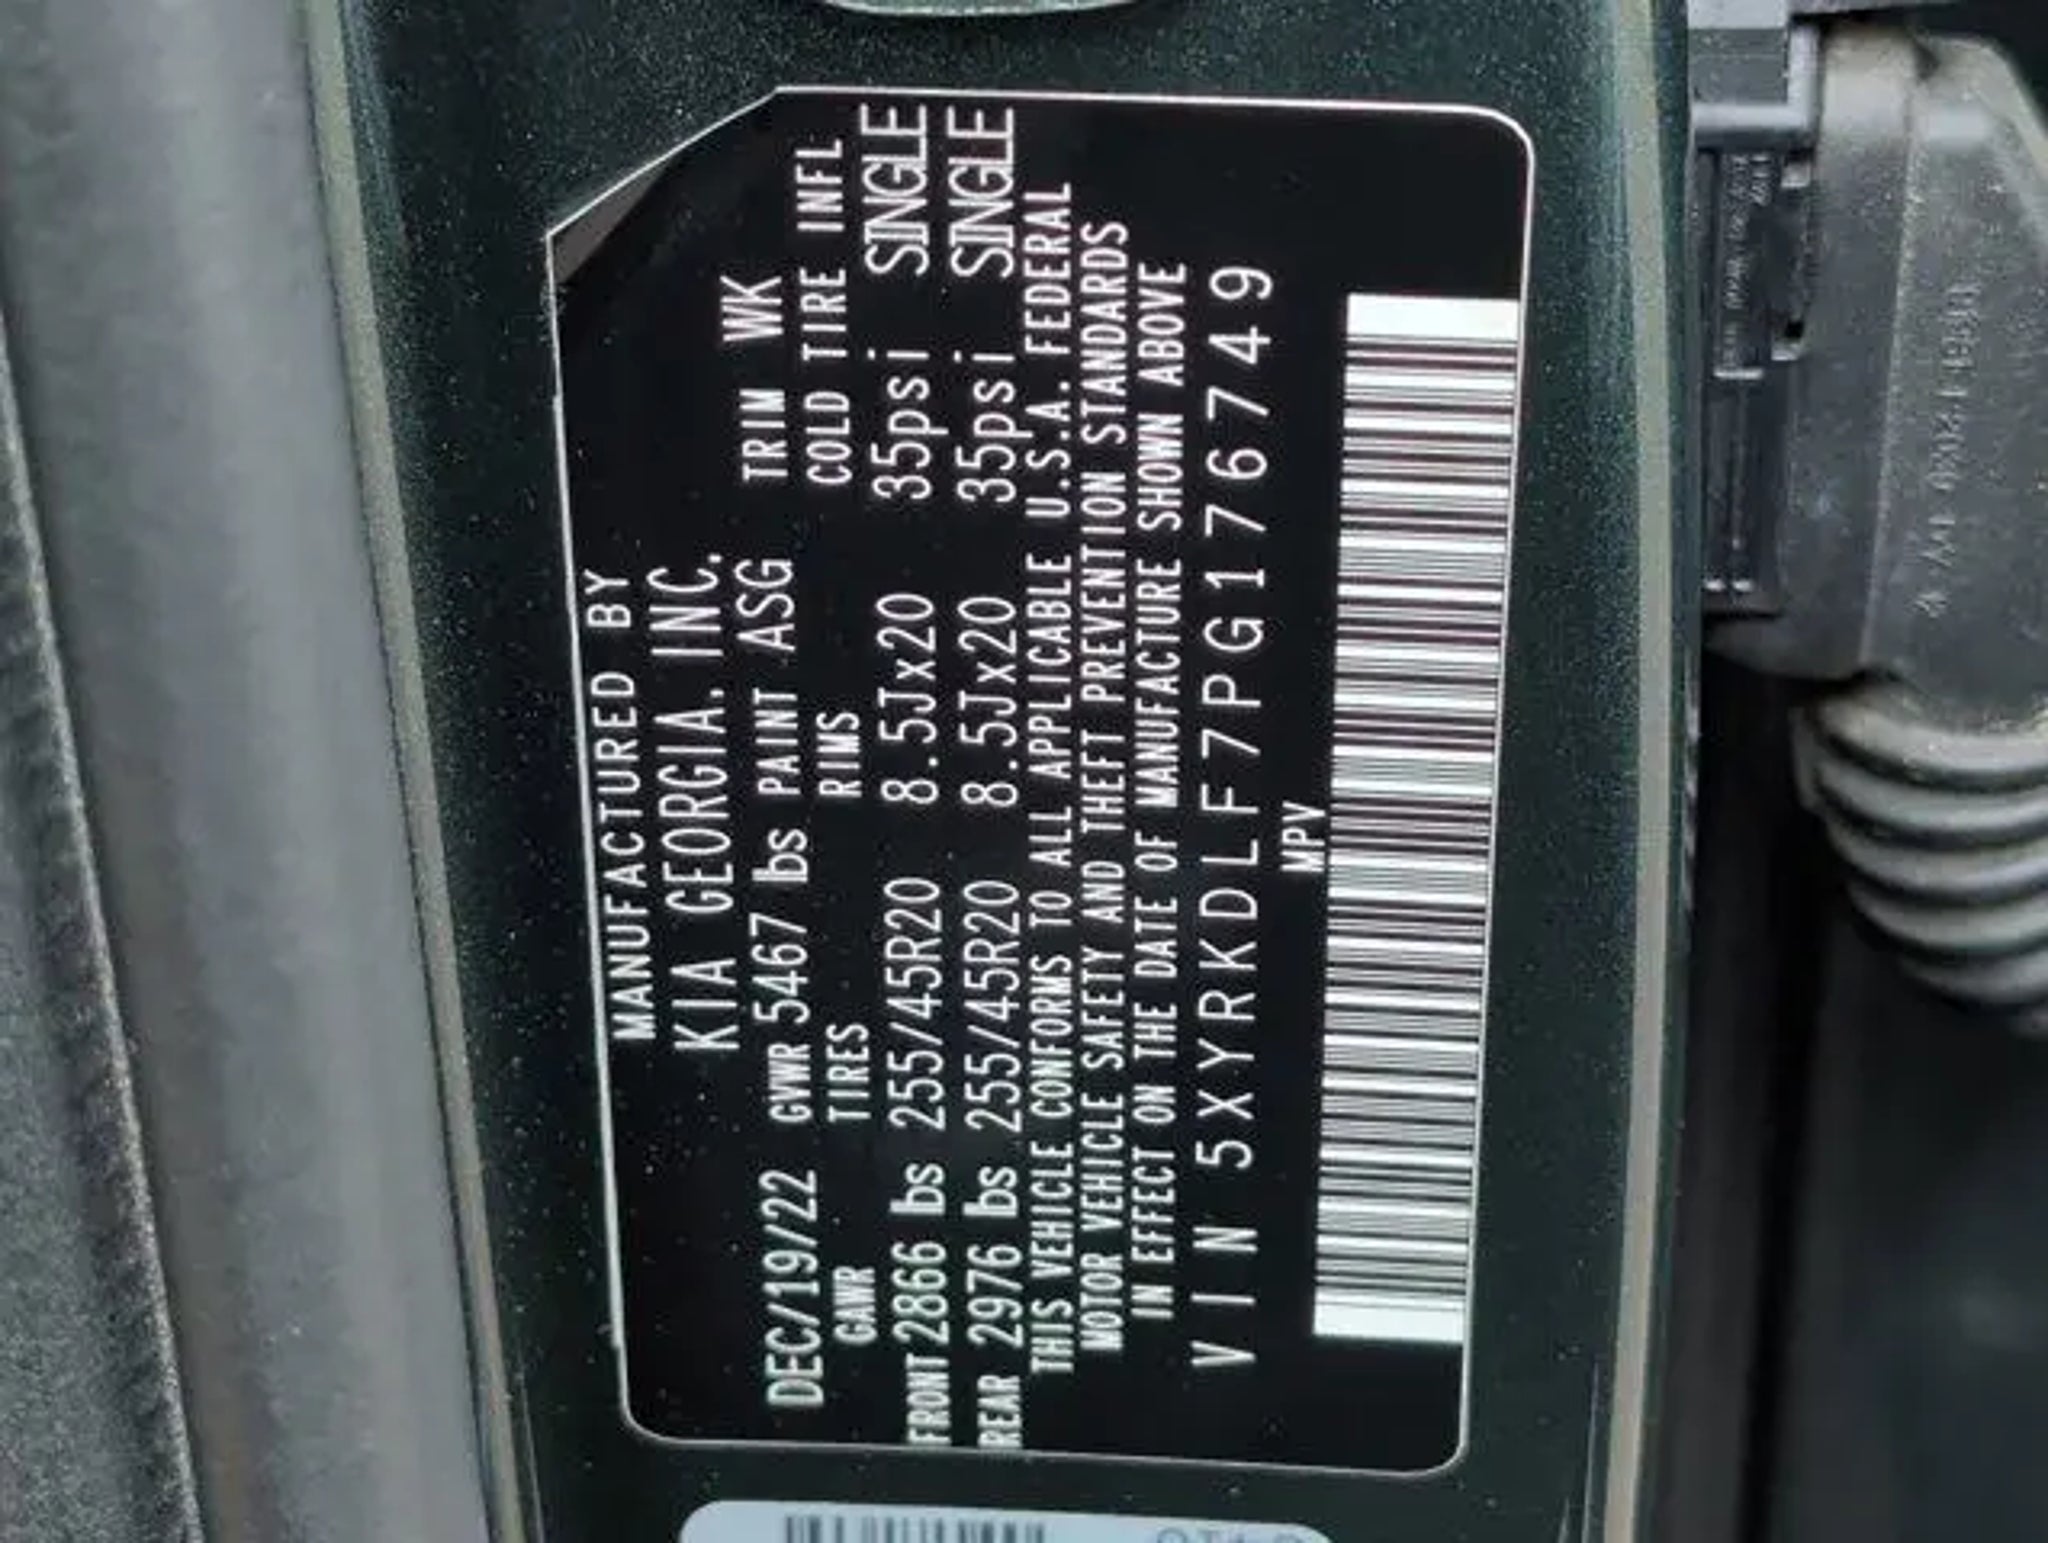 MANUFACTURED BY
KIA GEORGIA. INC.
DEC/19/22 GVWR 5467 lbs PAINT ASG TRIM WK
GAWR TIRES RIMS COLD TIRE INFL
FRONT 2866 lbs 255/45R20 8.5Jx20 35psi SINGLE
REAR 2976 lbs 255/45R20 8.5Jx20 35psi SINGLE
THIS VEHICLE CONFORMS TO ALL APPLICABLE U.S.A. FEDERAL
MOTOR VEHICLE SAFETY AND THEFT PREVENTION STANDARDS
IN EFFECT ON THE DATE OF MANUFACTURE SHOWN ABOVE
VIN 5XYRKDLF7PG176749
MPV